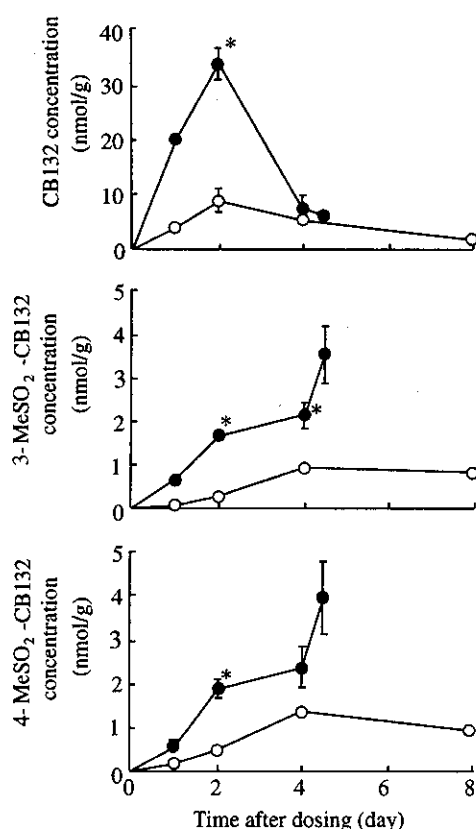 CB132 concentration
(nmol/g)
40
30
20
10
0
*
3- MeSO₂ -CB132
concentration
(nmol/g)
5
4
3
2
1
0
*
*
4- MeSO₂ -CB132
concentration
(nmol/g)
5
4
3
2
1
0
*
0 2 4 6 8
Time after dosing (day)